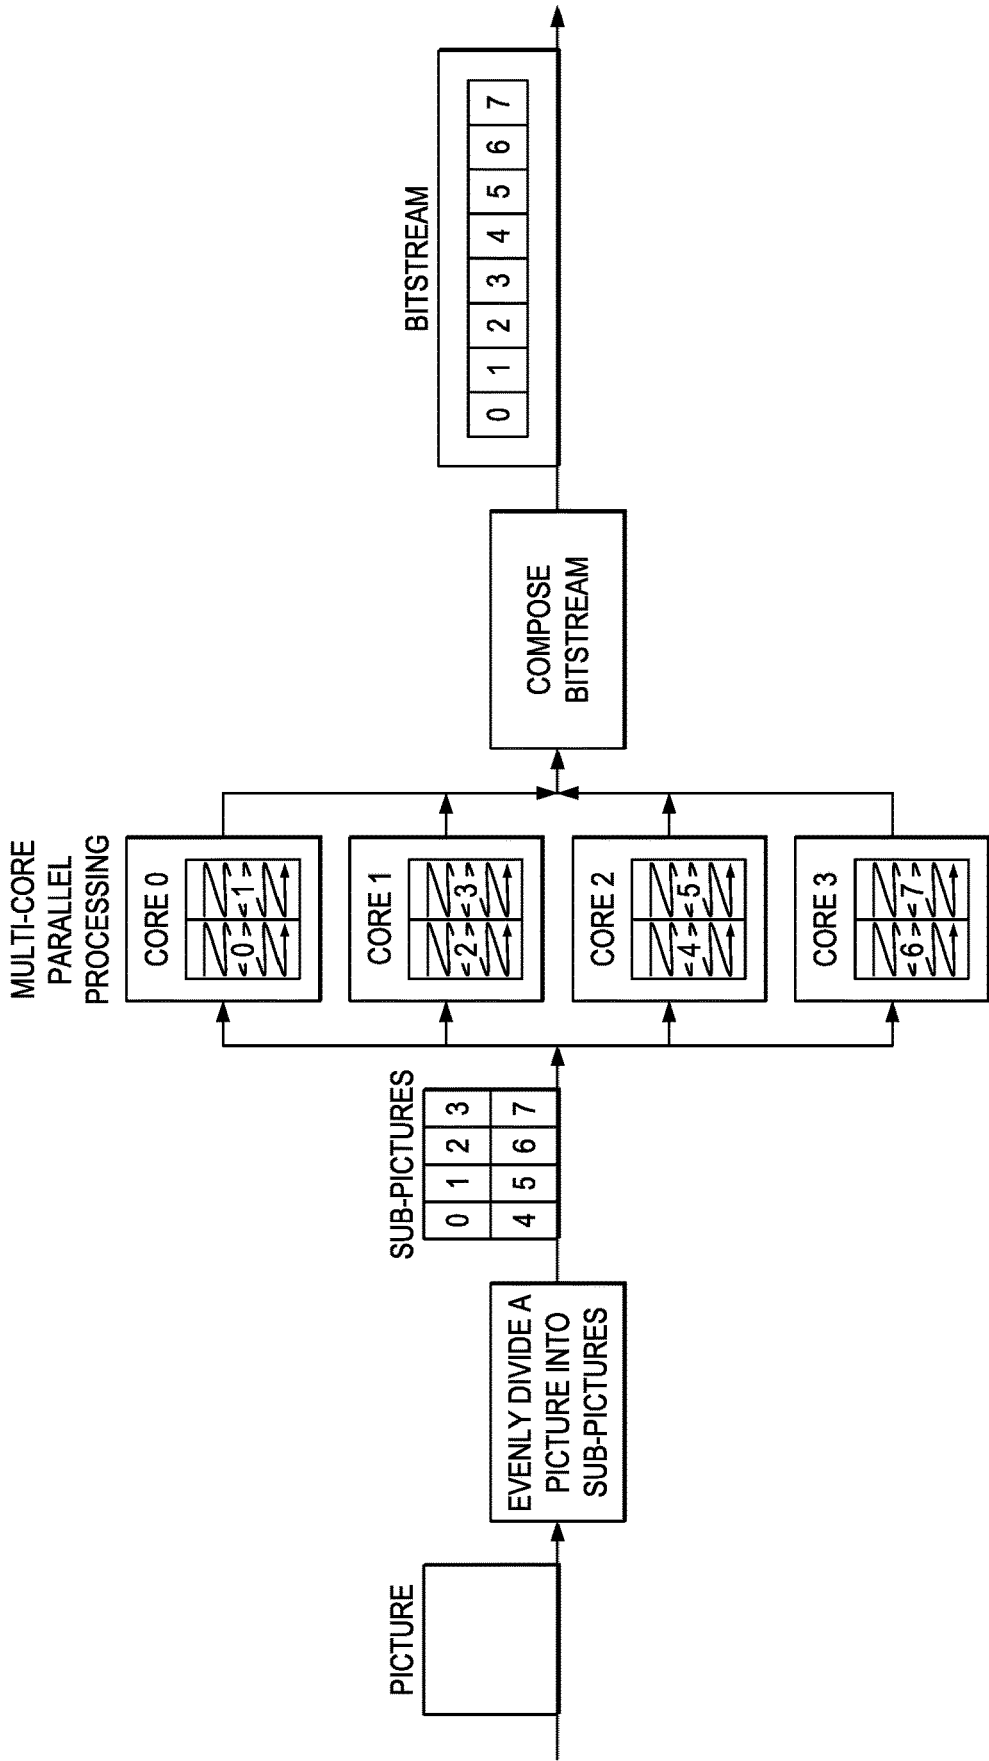 PICTURE
EVENLY DIVIDE A
PICTURE INTO
SUB-PICTURES
SUB-PICTURES
0 1 2 3
4 5 6 7
MULTI-CORE
PARALLEL
PROCESSING
CORE 0
0 1
CORE 1
2 3
CORE 2
4 5
CORE 3
6 7
COMPOSE
BITSTREAM
BITSTREAM
0 1 2 3 4 5 6 7